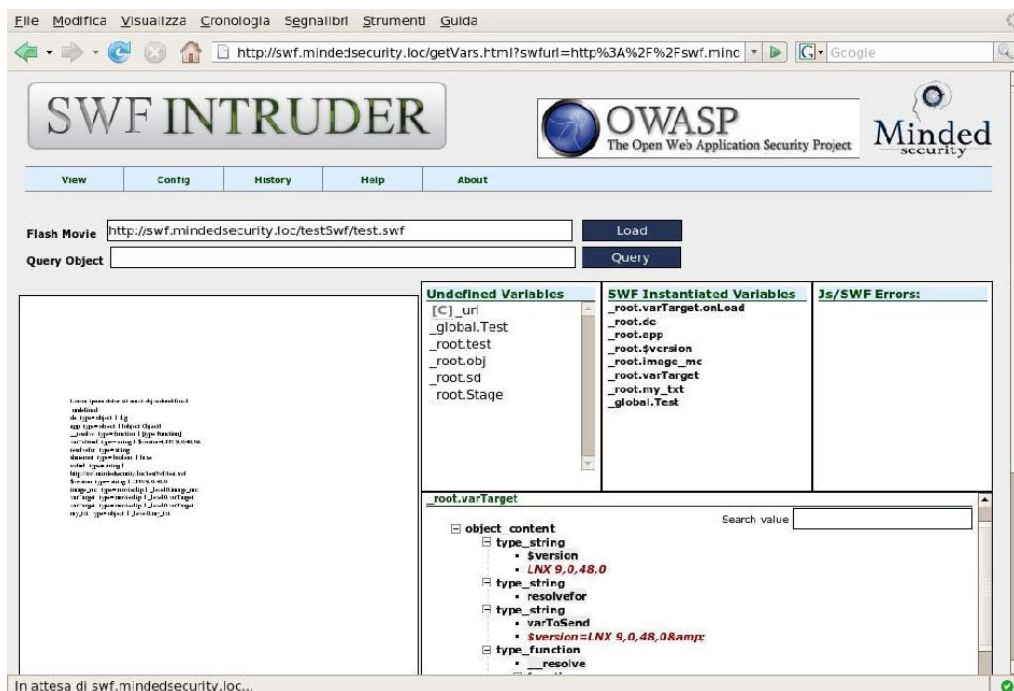 File Modifica Visualizza Cronologia Segnalibri Strumenti Guida
http://swf.mindedsecurity.loc/getVars.html?swfurl=http%3A%2F%2Fswf.minc
G Google
SWF INTRUDER
OWASP
The Open Web Application Security Project
Minded
security
View Config History Help About
Flash Movie http://swf.mindedsecurity.loc/testSwf/test.swf Load
Query Object Query
Undefined Variables
[C] _url
_global.Test
_root.test
_root.obj
_root.sd
_root.Stage
SWF Instantiated Variables
_root.varTarget.onLoad
_root.de
_root.app
_root.$version
_root.image_mc
_root.varTarget
_root.my_txt
_global.Test
Js/SWF Errors:
_root.varTarget
Search value
object_content
type_string
$version
LNX 9,0,48,0
type_string
resolvefor
type_string
varToSend
$version=LNX 9,0,48,0&amp;
type_function
__resolve
In attesa di swf.mindedsecurity.loc...